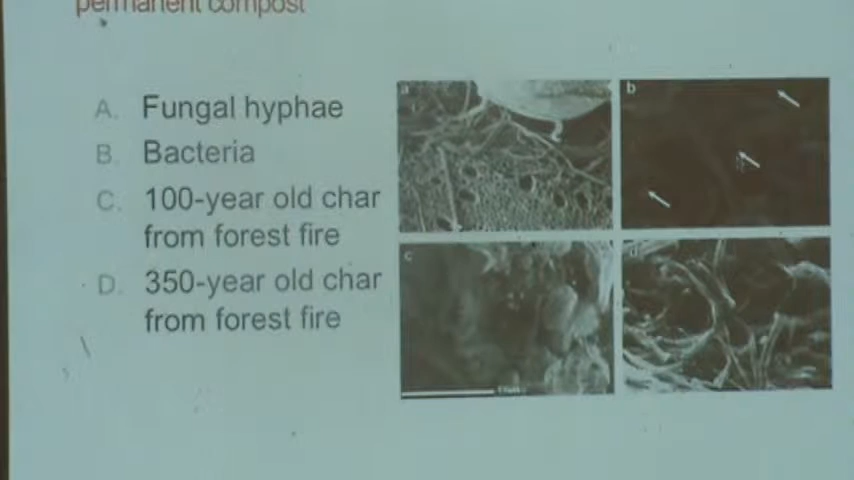 permanent compost
A. Fungal hyphae
B. Bacteria
C. 100-year old char
from forest fire
D. 350-year old char
from forest fire
a
b
c
d